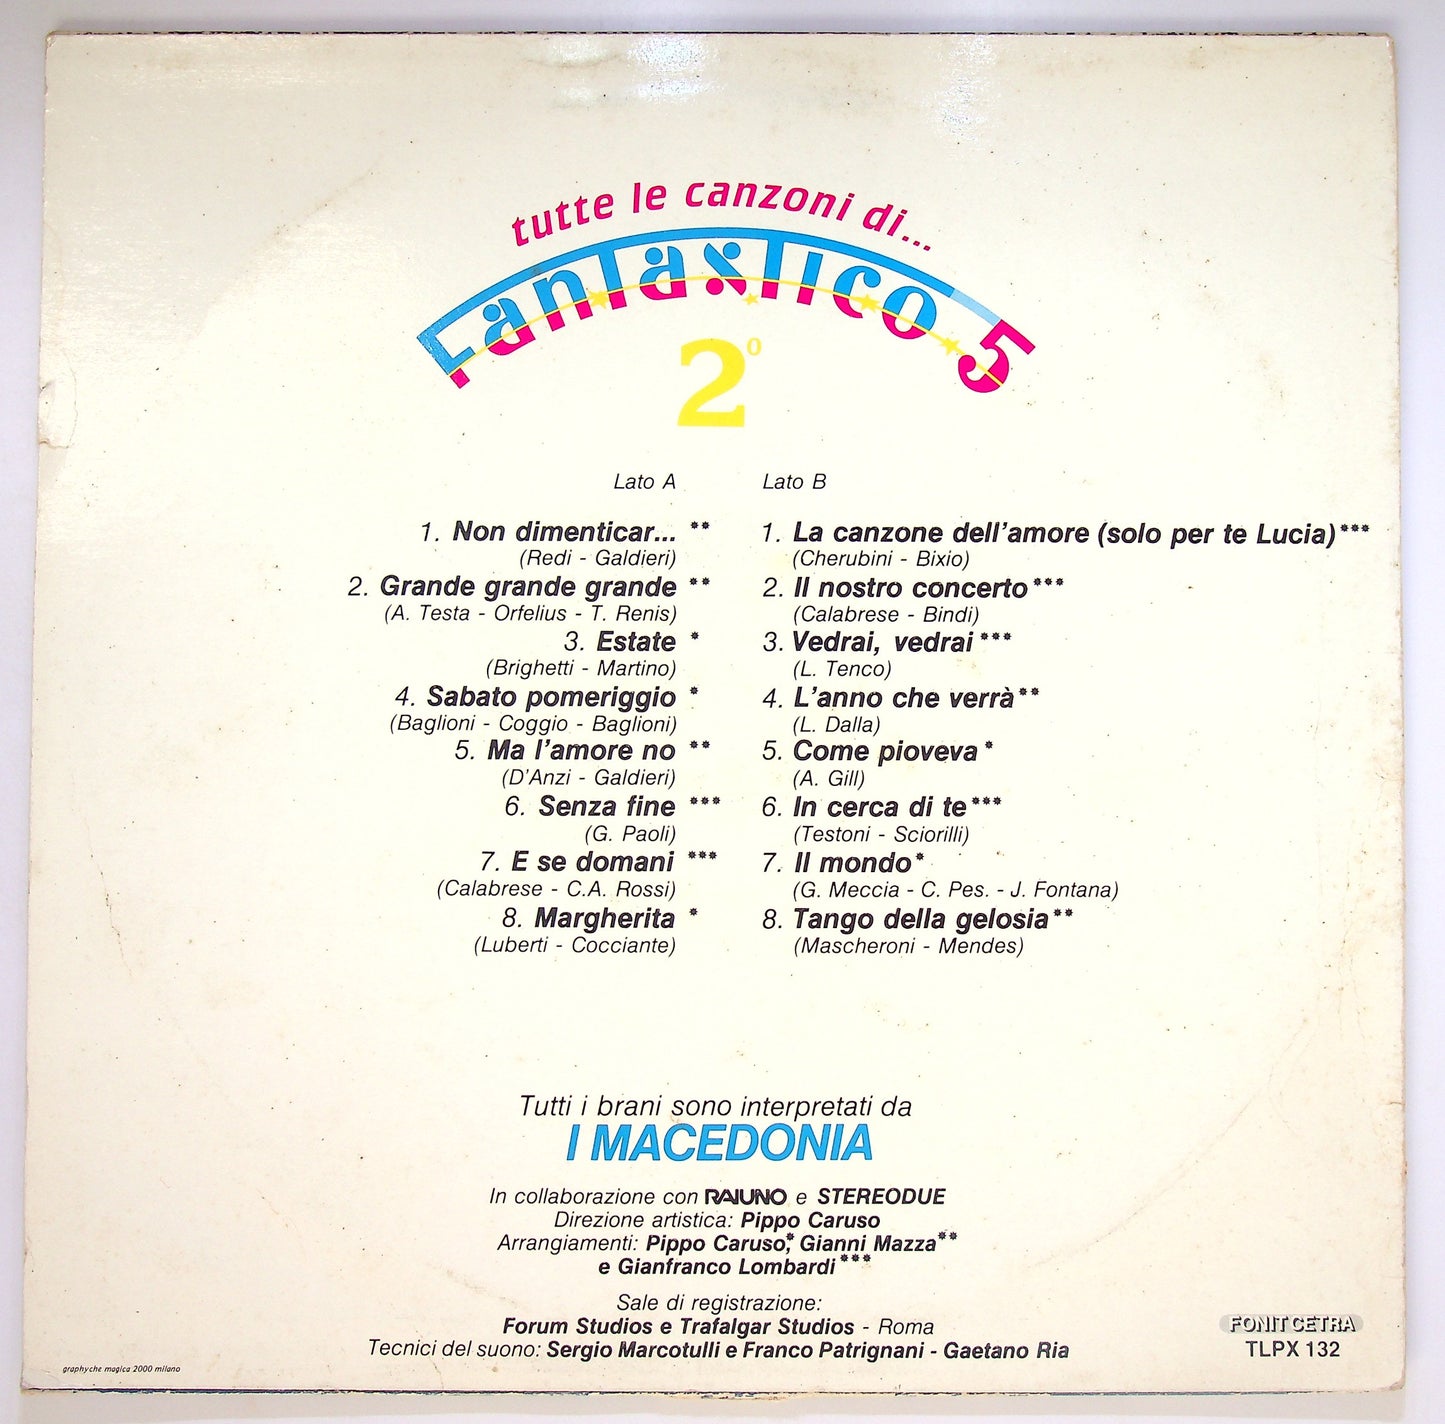 tutte le canzoni di...
Fantastico 5
2º
Lato A
1. Non dimenticar... **
(Redi - Galdieri)
2. Grande grande grande **
(A. Testa - Orfelius - T. Renis)
3. Estate *
(Brighetti - Martino)
4. Sabato pomeriggio *
(Baglioni - Coggio - Baglioni)
5. Ma l'amore no **
(D'Anzi - Galdieri)
6. Senza fine ***
(G. Paoli)
7. E se domani ***
(Calabrese - C.A. Rossi)
8. Margherita *
(Luberti - Cocciante)
Lato B
1. La canzone dell'amore (solo per te Lucia)***
(Cherubini - Bixio)
2. Il nostro concerto***
(Calabrese - Bindi)
3. Vedrai, vedrai***
(L. Tenco)
4. L'anno che verrà**
(L. Dalla)
5. Come pioveva*
(A. Gill)
6. In cerca di te***
(Testoni - Sciorilli)
7. Il mondo*
(G. Meccia - C. Pes. - J. Fontana)
8. Tango della gelosia**
(Mascheroni - Mendes)
Tutti i brani sono interpretati da
I MACEDONIA
In collaborazione con RAIUNO e STEREODUE
Direzione artistica: Pippo Caruso
Arrangiamenti: Pippo Caruso*, Gianni Mazza**
e Gianfranco Lombardi***
Sale di registrazione:
Forum Studios e Trafalgar Studios - Roma
Tecnici del suono: Sergio Marcotulli e Franco Patrignani - Gaetano Ria
graphyche magica 2000 milano
FONIT CETRA
TLPX 132